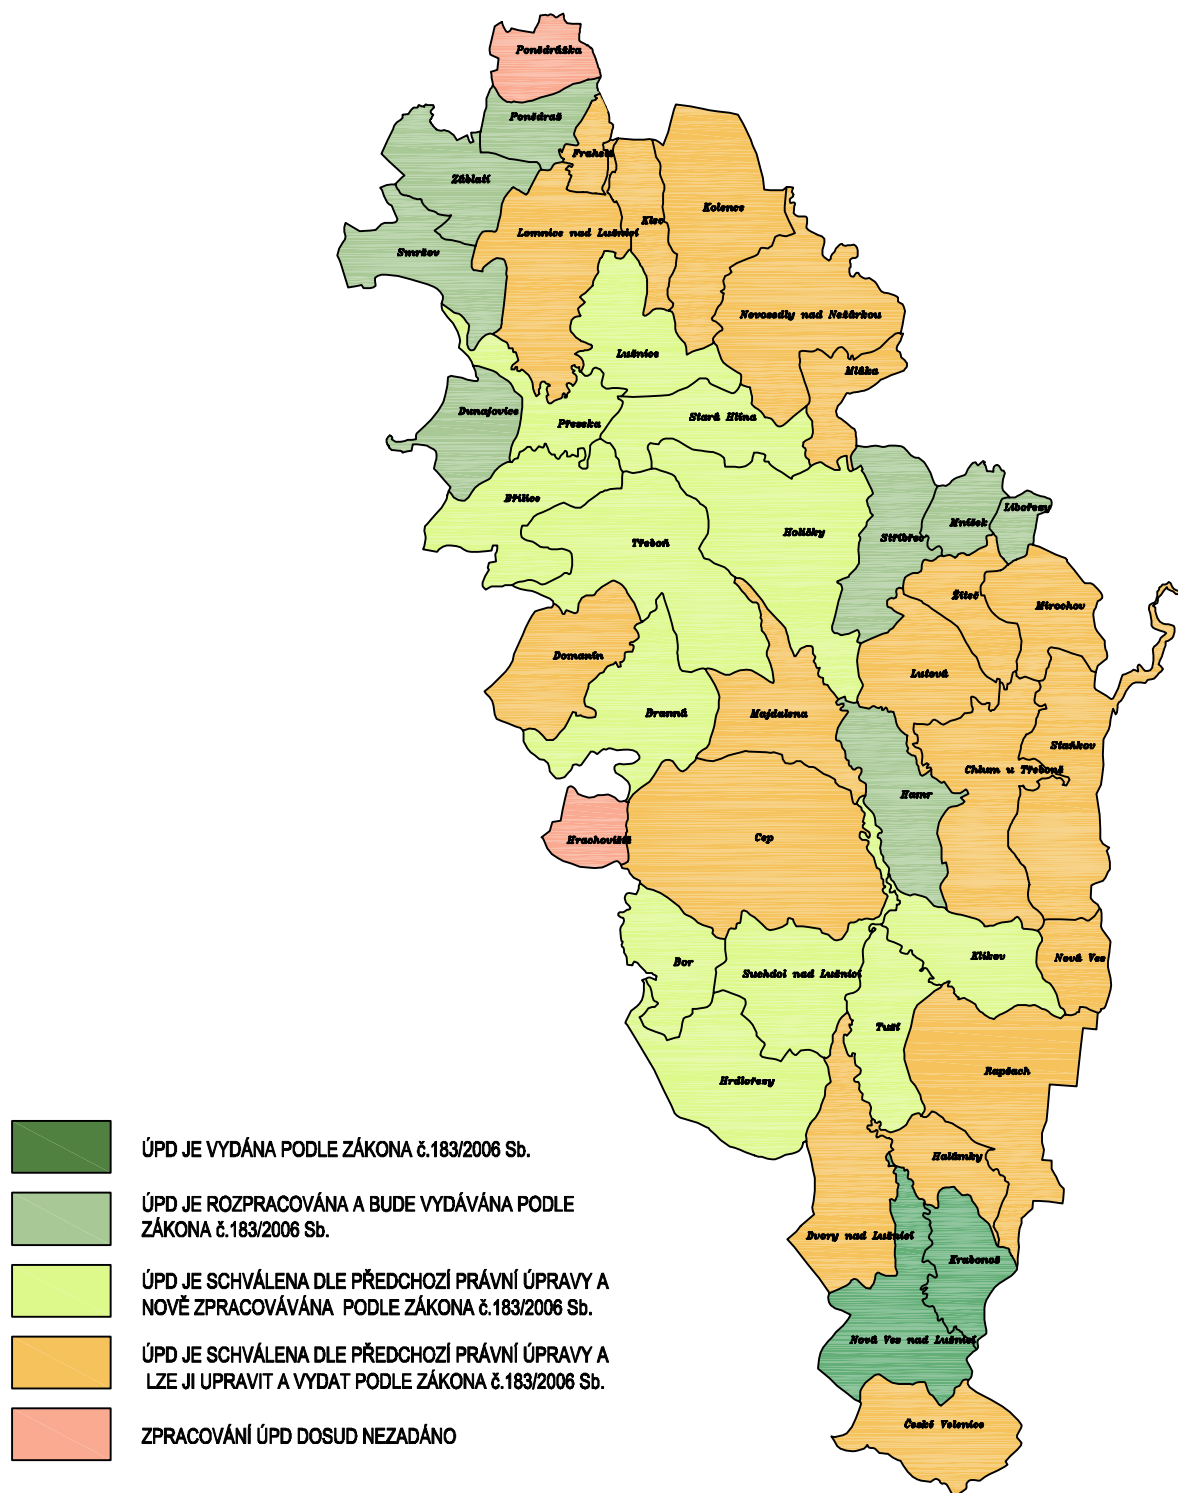 Ponědrážka
Ponědraž
Frahelž
Záblatí
Klec
Kolence
Lomnice nad Lužnicí
Smržov
Novosedly nad Nežárkou
Lužnice
Mláka
Dunajovice
Přeseka
Stará Hlína
Břilice
Libořezy
Mníšek
Holičky
Stříbřec
Třeboň
Žíteč
Mirochov
Domanín
Lutová
Branná
Majdalena
Staňkov
Chlum u Třeboně
Hamr
Cep
Hrachoviště
Klikov
Nová Ves
Bor
Suchdol nad Lužnicí
Tušť
Rapšach
Hrdlořezy
Halámky
Dvory nad Lužnicí
Krabonoš
Nová Ves nad Lužnicí
České Velenice
ÚPD JE VYDÁNA PODLE ZÁKONA č.183/2006 Sb.
ÚPD JE ROZPRACOVÁNA A BUDE VYDÁVÁNA PODLE
ZÁKONA č.183/2006 Sb.
ÚPD JE SCHVÁLENA DLE PŘEDCHOZÍ PRÁVNÍ ÚPRAVY A
NOVĚ ZPRACOVÁVÁNA PODLE ZÁKONA č.183/2006 Sb.
ÚPD JE SCHVÁLENA DLE PŘEDCHOZÍ PRÁVNÍ ÚPRAVY A
LZE JI UPRAVIT A VYDAT PODLE ZÁKONA č.183/2006 Sb.
ZPRACOVÁNÍ ÚPD DOSUD NEZADÁNO